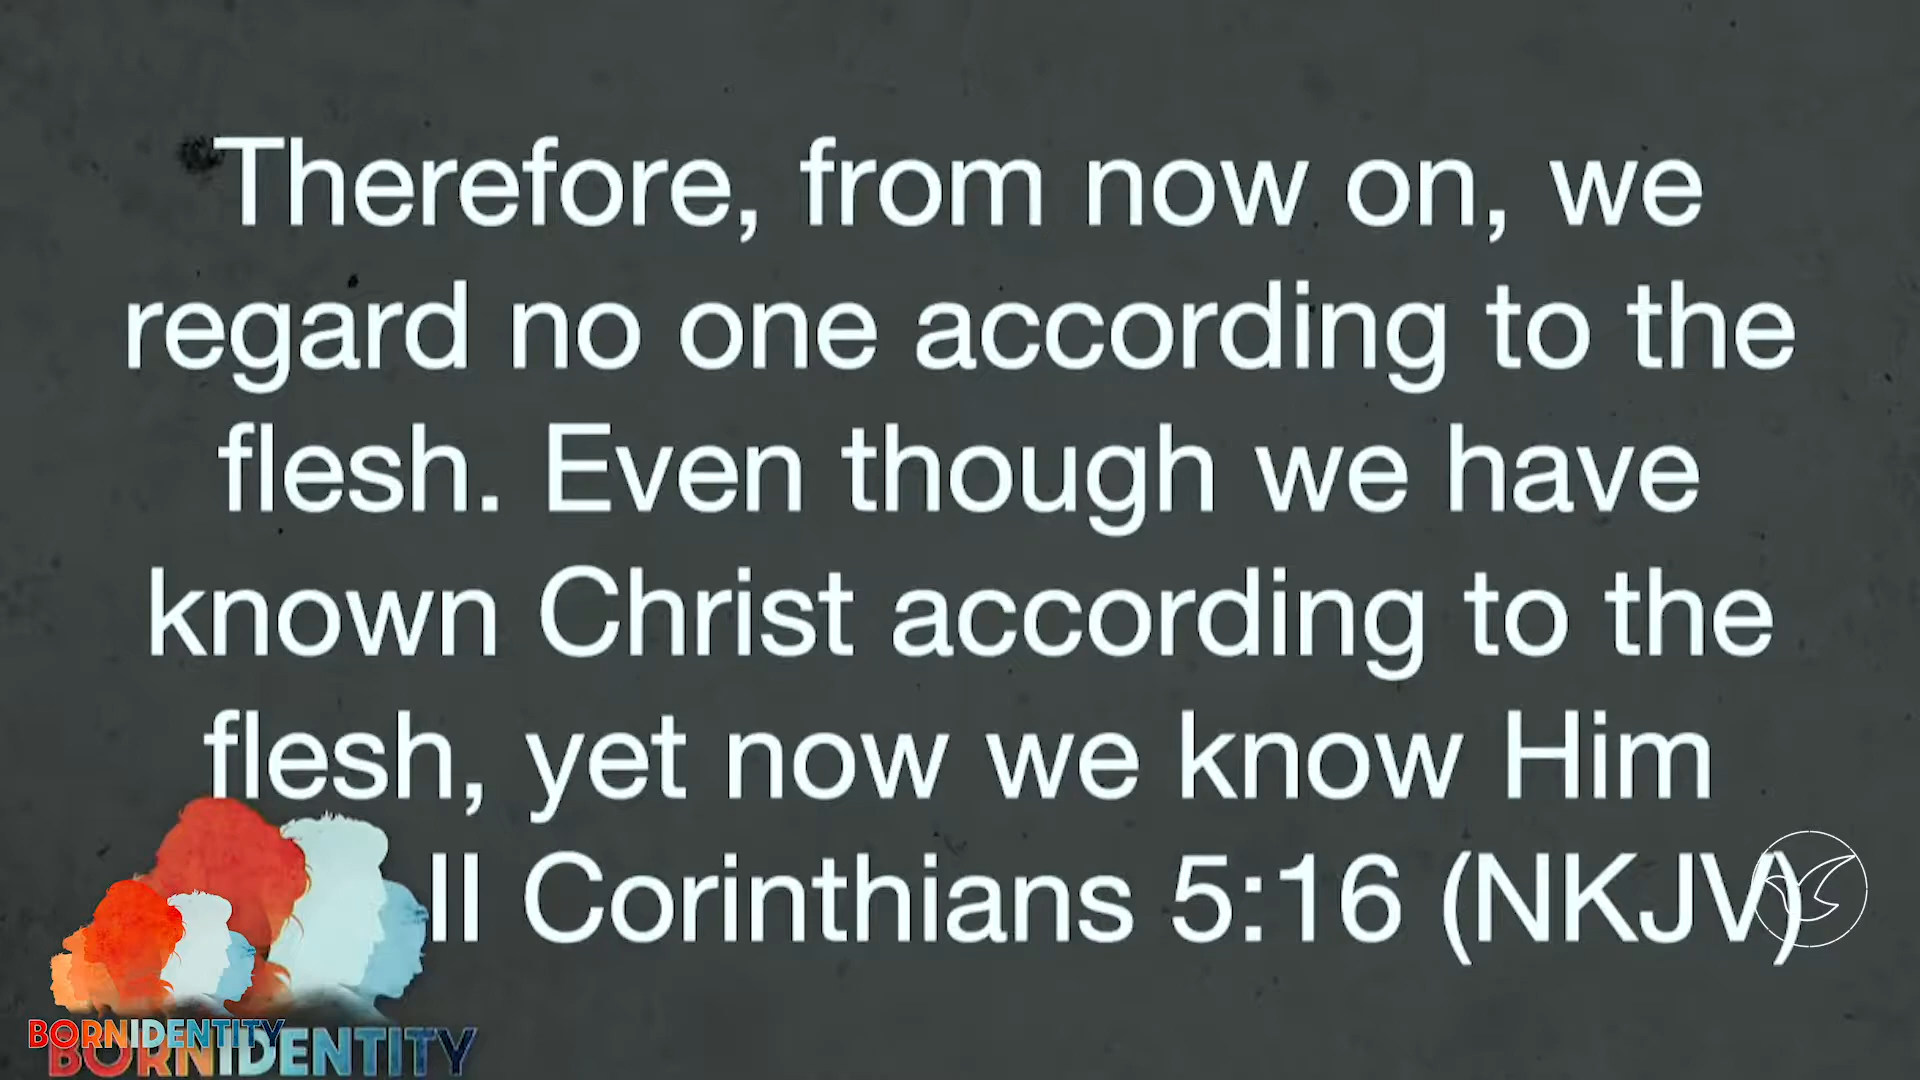 Therefore, from now on, we
regard no one according to the
flesh. Even though we have
known Christ according to the
flesh, yet now we know Him
II Corinthians 5:16 (NKJV)
BORNIDENTITY
BORNIDENTITY